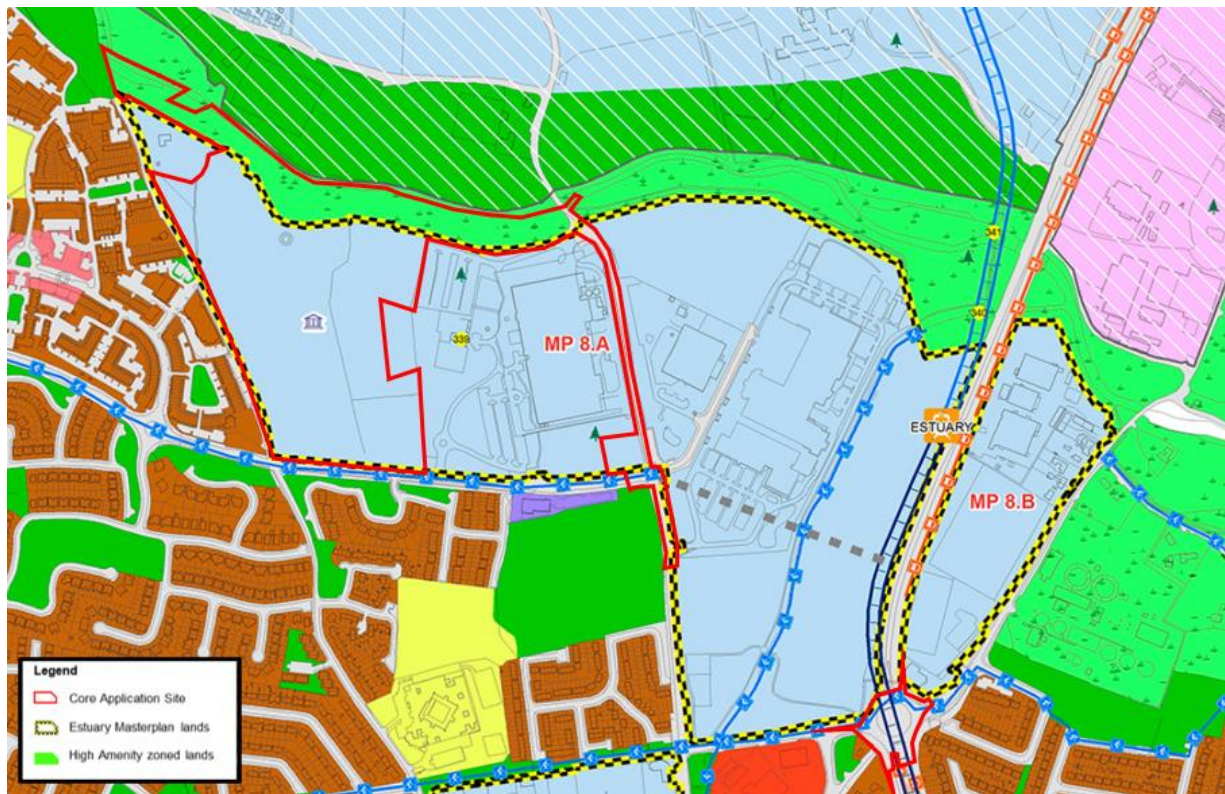 341
340
339
MP 8.A
ESTUARY
MP 8.B
Legend
Core Application Site
Estuary Masterplan lands
High Amenity zoned lands